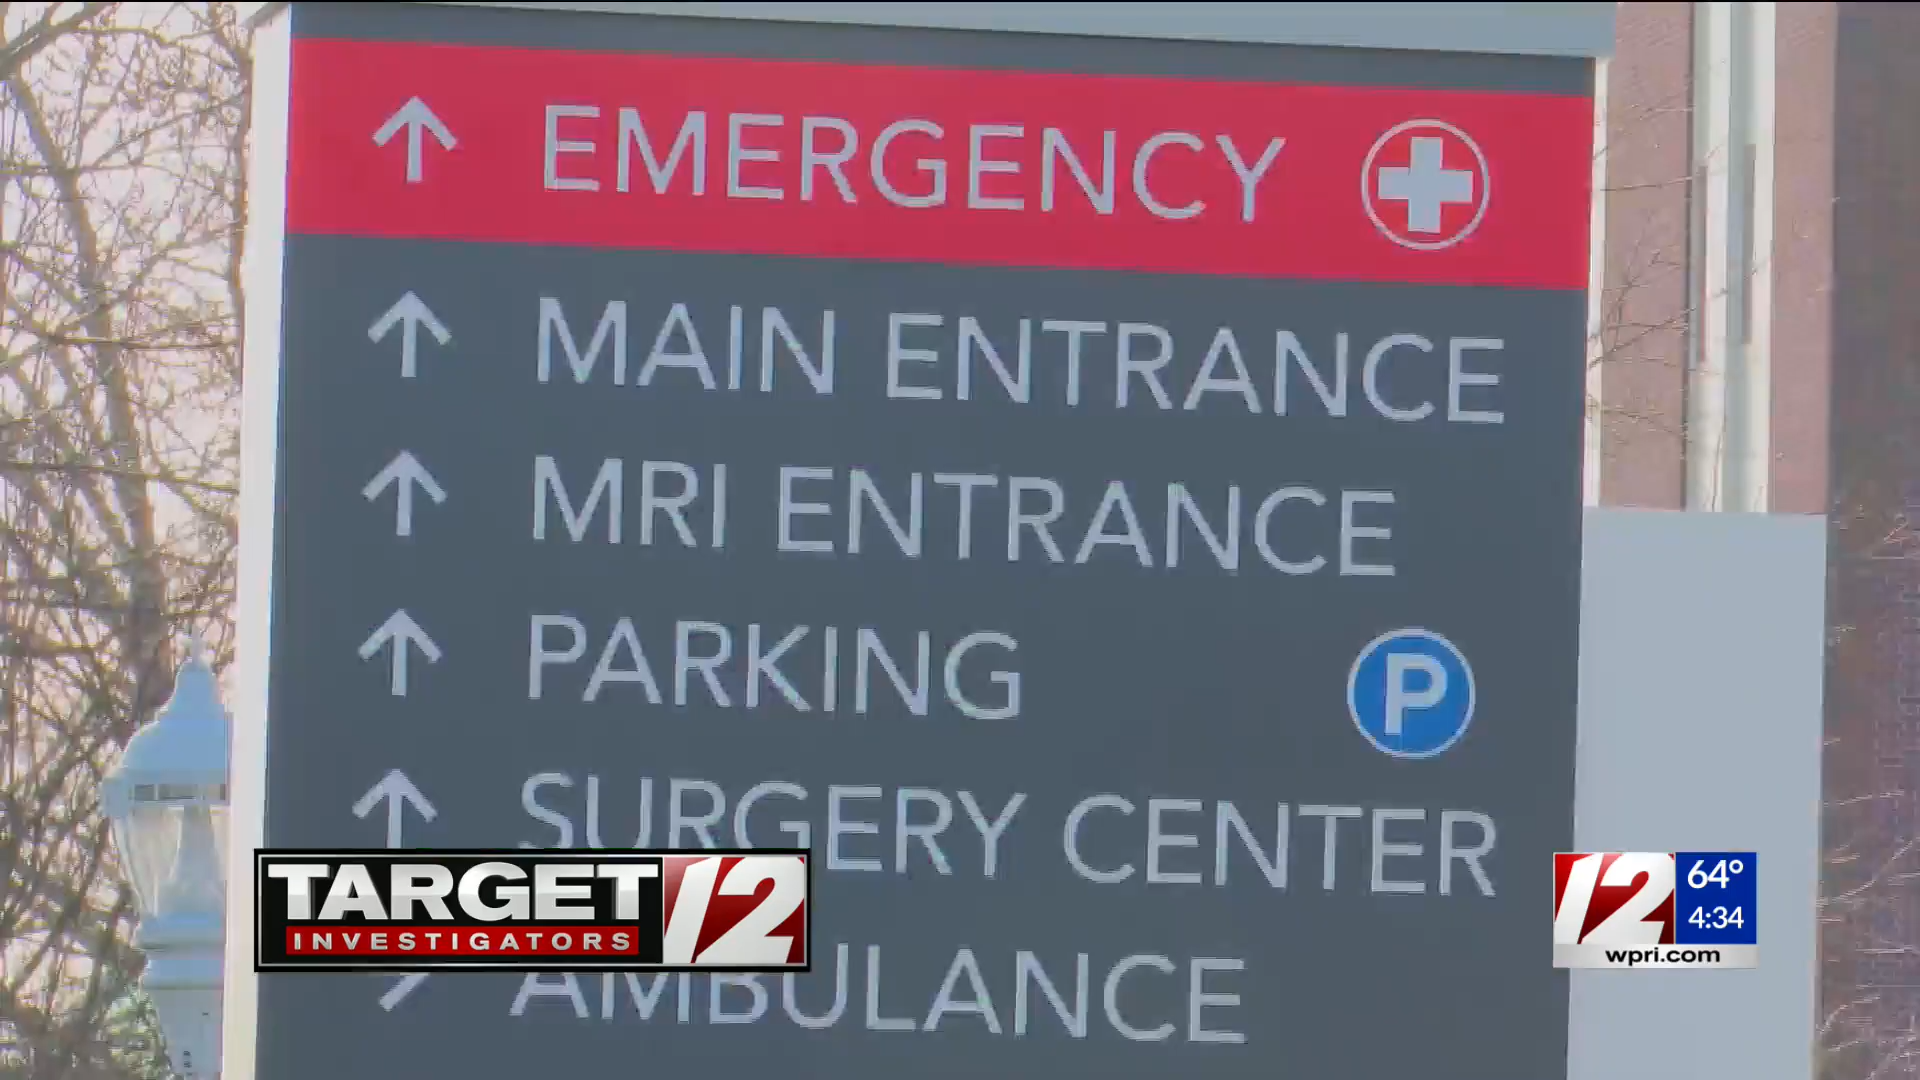 EMERGENCY
MAIN ENTRANCE
MRI ENTRANCE
PARKING P
SURGERY CENTER
TARGET 12
INVESTIGATORS
AMBULANCE
12 64°
4:34
wpri.com